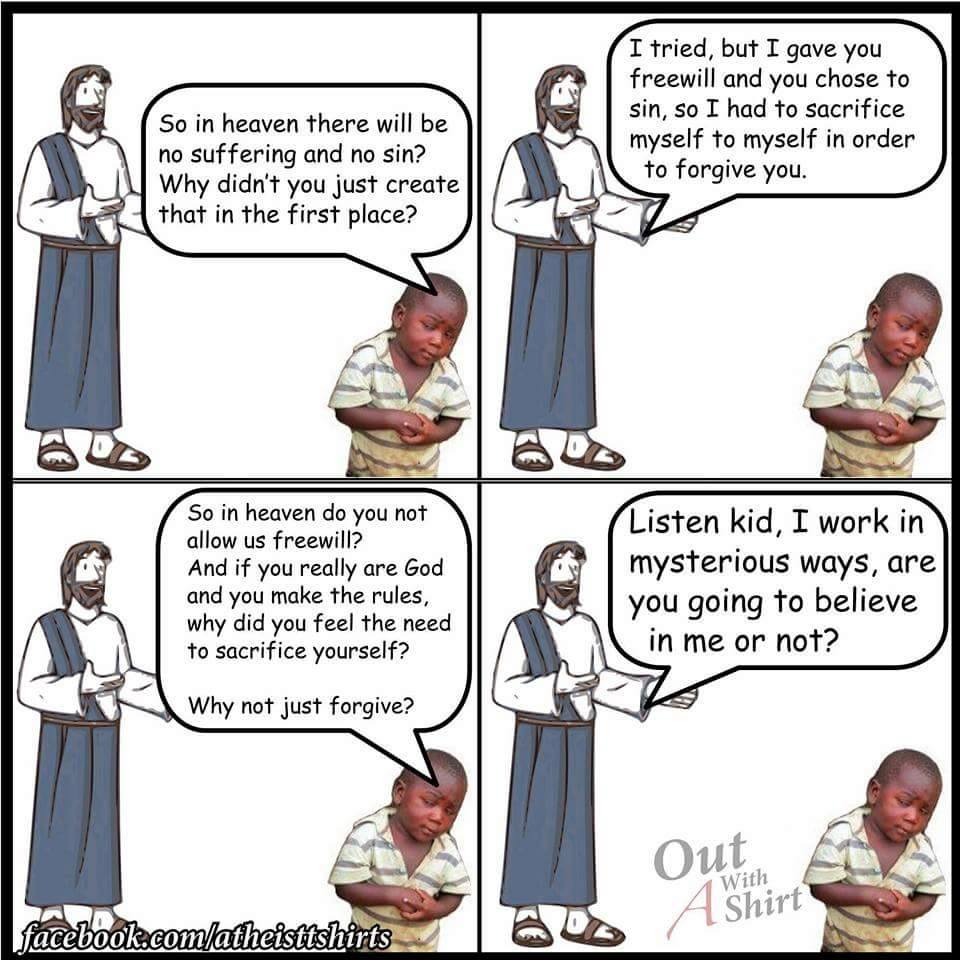 So in heaven there will be
no suffering and no sin?
Why didn't you just create
that in the first place?
I tried, but I gave you
freewill and you chose to
sin, so I had to sacrifice
myself to myself in order
to forgive you.
So in heaven do you not
allow us freewill?
And if you really are God
and you make the rules,
why did you feel the need
to sacrifice yourself?
Why not just forgive?
Listen kid, I work in
mysterious ways, are
you going to believe
in me or not?
Out
With
A Shirt
facebook.com/atheisttshirts